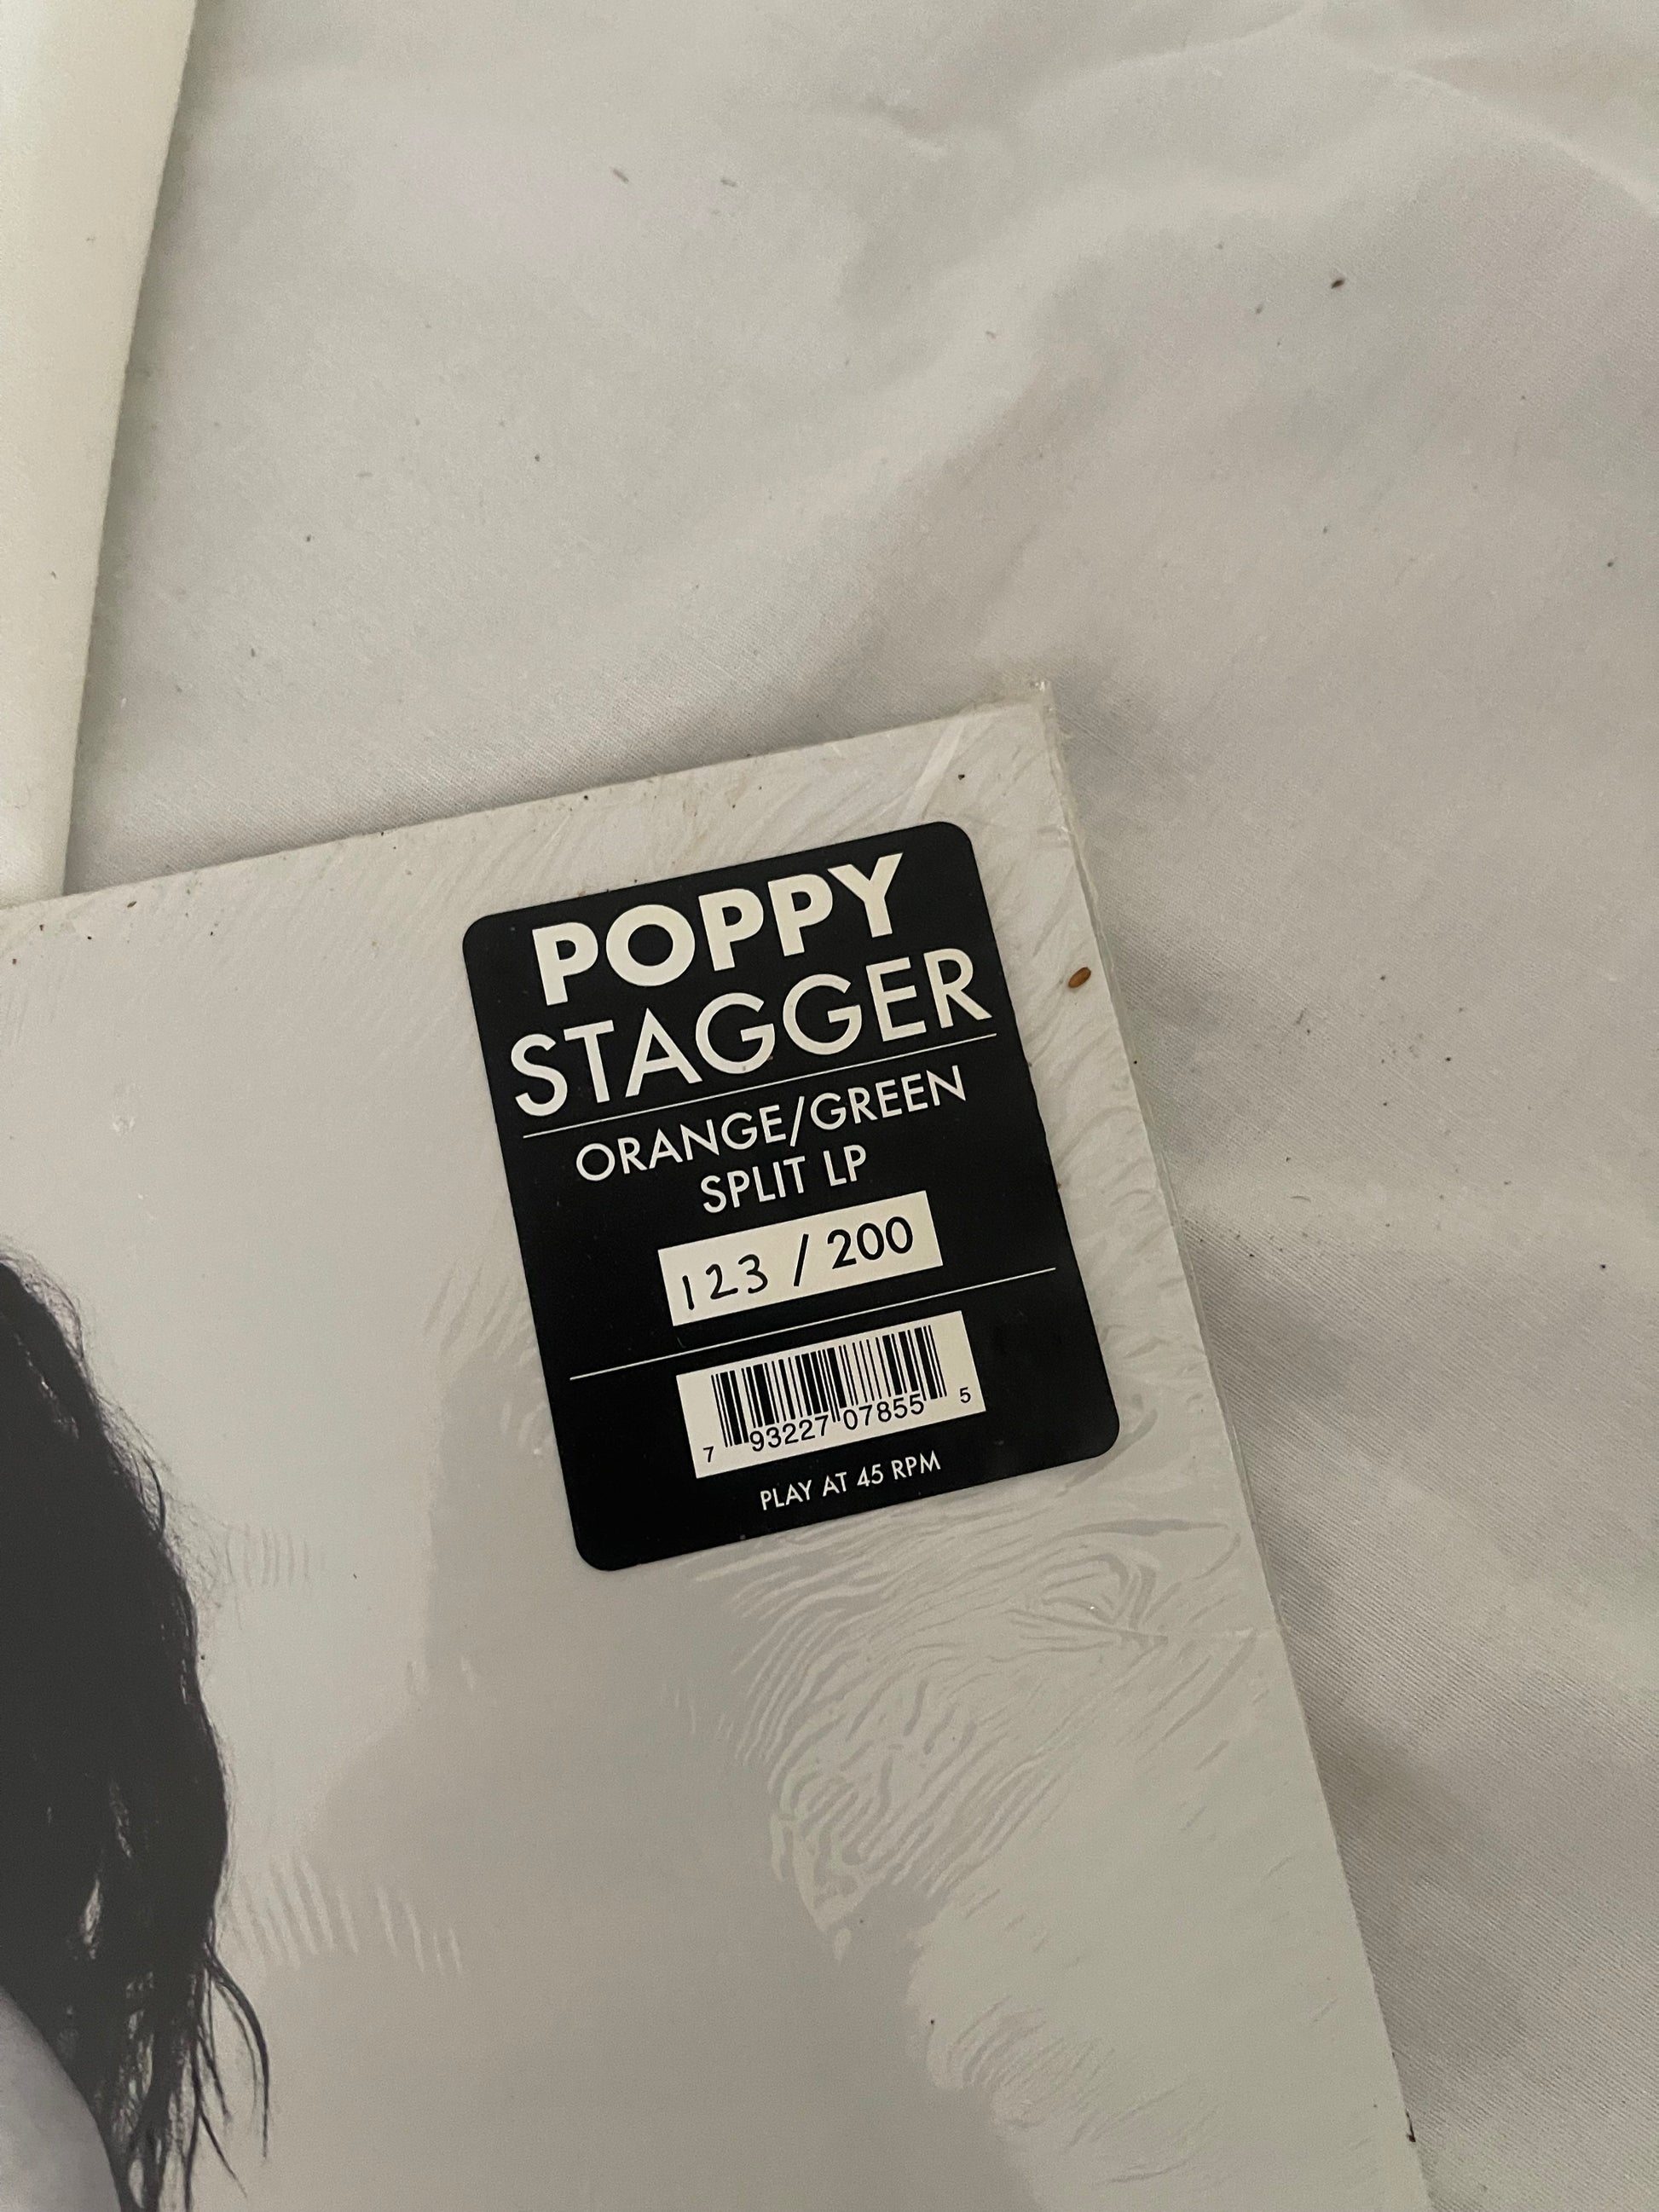 POPPY
STAGGER
ORANGE/GREEN
SPLIT LP
123 / 200
7 93227 07855 5
PLAY AT 45 RPM